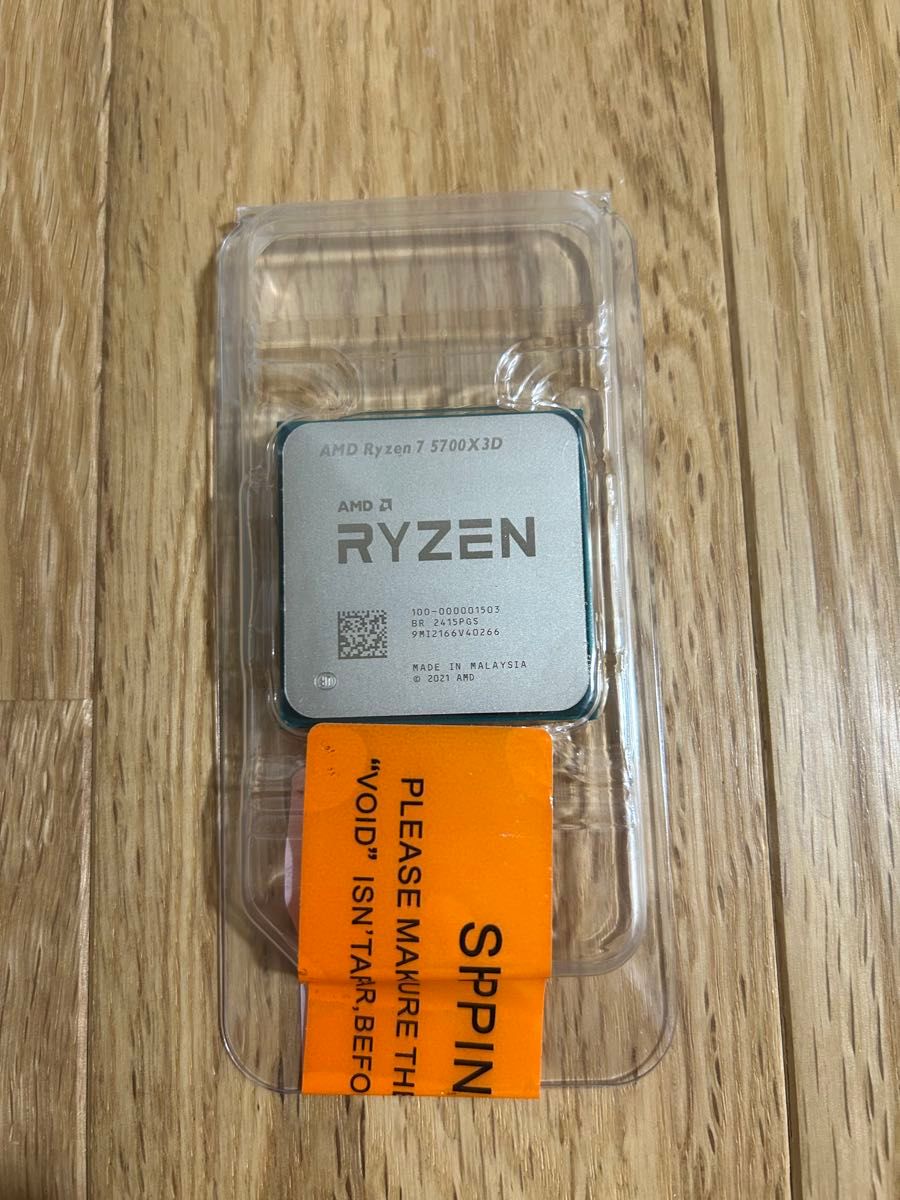 AMD Ryzen 7 5700X3D
AMD
RYZEN
100-000001503
BR 2415PGS
9MI2166V40266
MADE IN MALAYSIA
© 2021 AMD
SPPIN
PLEASE MAKURE TH
"VOID" ISN'T R,BEFO